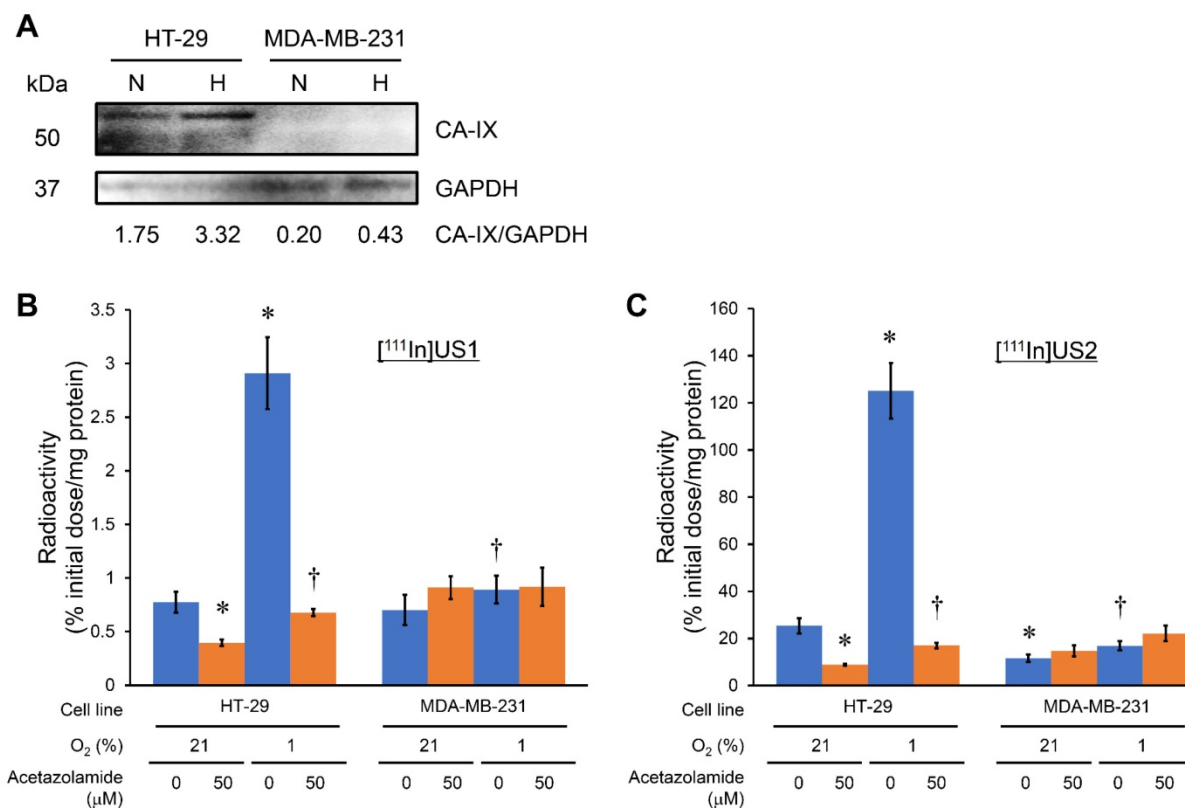 A
HT-29 MDA-MB-231
kDa N H N H
50 CA-IX
37 GAPDH
1.75 3.32 0.20 0.43 CA-IX/GAPDH
B
[¹¹¹In]US1
Radioactivity
(% initial dose/mg protein)
3.5
3
2.5
2
1.5
1
0.5
0
*
*
†
†
Cell line HT-29 MDA-MB-231
O₂ (%) 21 1 21 1
Acetazolamide 0 50 0 50 0 50 0 50
(μM)
C
[¹¹¹In]US2
Radioactivity
(% initial dose/mg protein)
160
140
120
100
80
60
40
20
0
*
*
†
*
†
Cell line HT-29 MDA-MB-231
O₂ (%) 21 1 21 1
Acetazolamide 0 50 0 50 0 50 0 50
(μM)